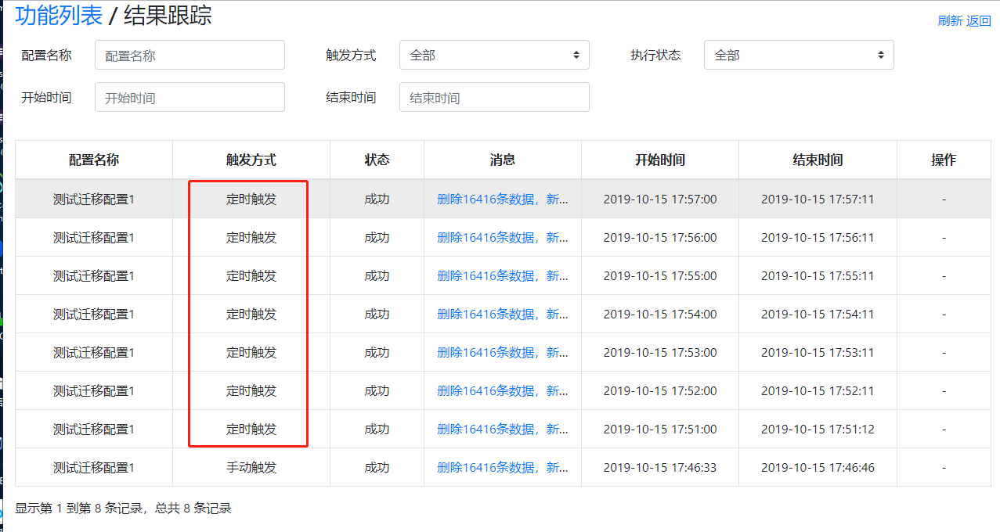 功能列表 / 结果跟踪
刷新 返回
配置名称 配置名称 触发方式 全部 执行状态 全部
开始时间 开始时间 结束时间 结束时间
配置名称 触发方式 状态 消息 开始时间 结束时间 操作
测试迁移配置1 定时触发 成功 删除16416条数据，新... 2019-10-15 17:57:00 2019-10-15 17:57:11 -
测试迁移配置1 定时触发 成功 删除16416条数据，新... 2019-10-15 17:56:00 2019-10-15 17:56:11 -
测试迁移配置1 定时触发 成功 删除16416条数据，新... 2019-10-15 17:55:00 2019-10-15 17:55:11 -
测试迁移配置1 定时触发 成功 删除16416条数据，新... 2019-10-15 17:54:00 2019-10-15 17:54:11 -
测试迁移配置1 定时触发 成功 删除16416条数据，新... 2019-10-15 17:53:00 2019-10-15 17:53:11 -
测试迁移配置1 定时触发 成功 删除16416条数据，新... 2019-10-15 17:52:00 2019-10-15 17:52:11 -
测试迁移配置1 定时触发 成功 删除16416条数据，新... 2019-10-15 17:51:00 2019-10-15 17:51:12 -
测试迁移配置1 手动触发 成功 删除16416条数据，新... 2019-10-15 17:46:33 2019-10-15 17:46:46 -
显示第 1 到第 8 条记录，总共 8 条记录